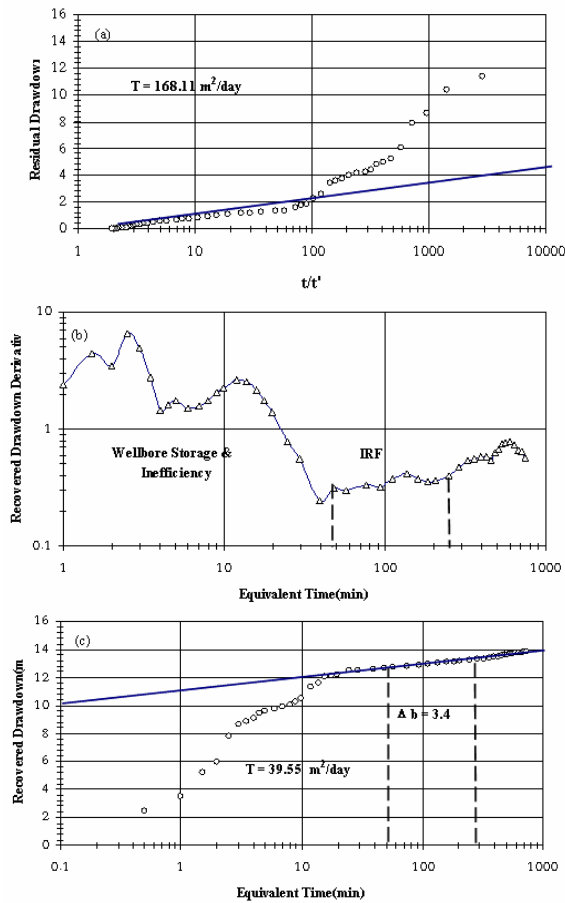 16
14
12
10
8
6
4
2
0
(a)
T = 168.11 m²/day
Residual Drawdown
1 10 100 1000 10000
t/t'
10
1
0.1
(b)
Recovered Drawdown Derivativ
Wellbore Storage &
Inefficiency
IRF
1 10 100 1000
Equivalent Time(min)
16
14
12
10
8
6
4
2
0
(c)
Recovered Drawdown(m
Δ b = 3.4
T = 39.55 m²/day
0.1 1 10 100 1000
Equivalent Time(min)